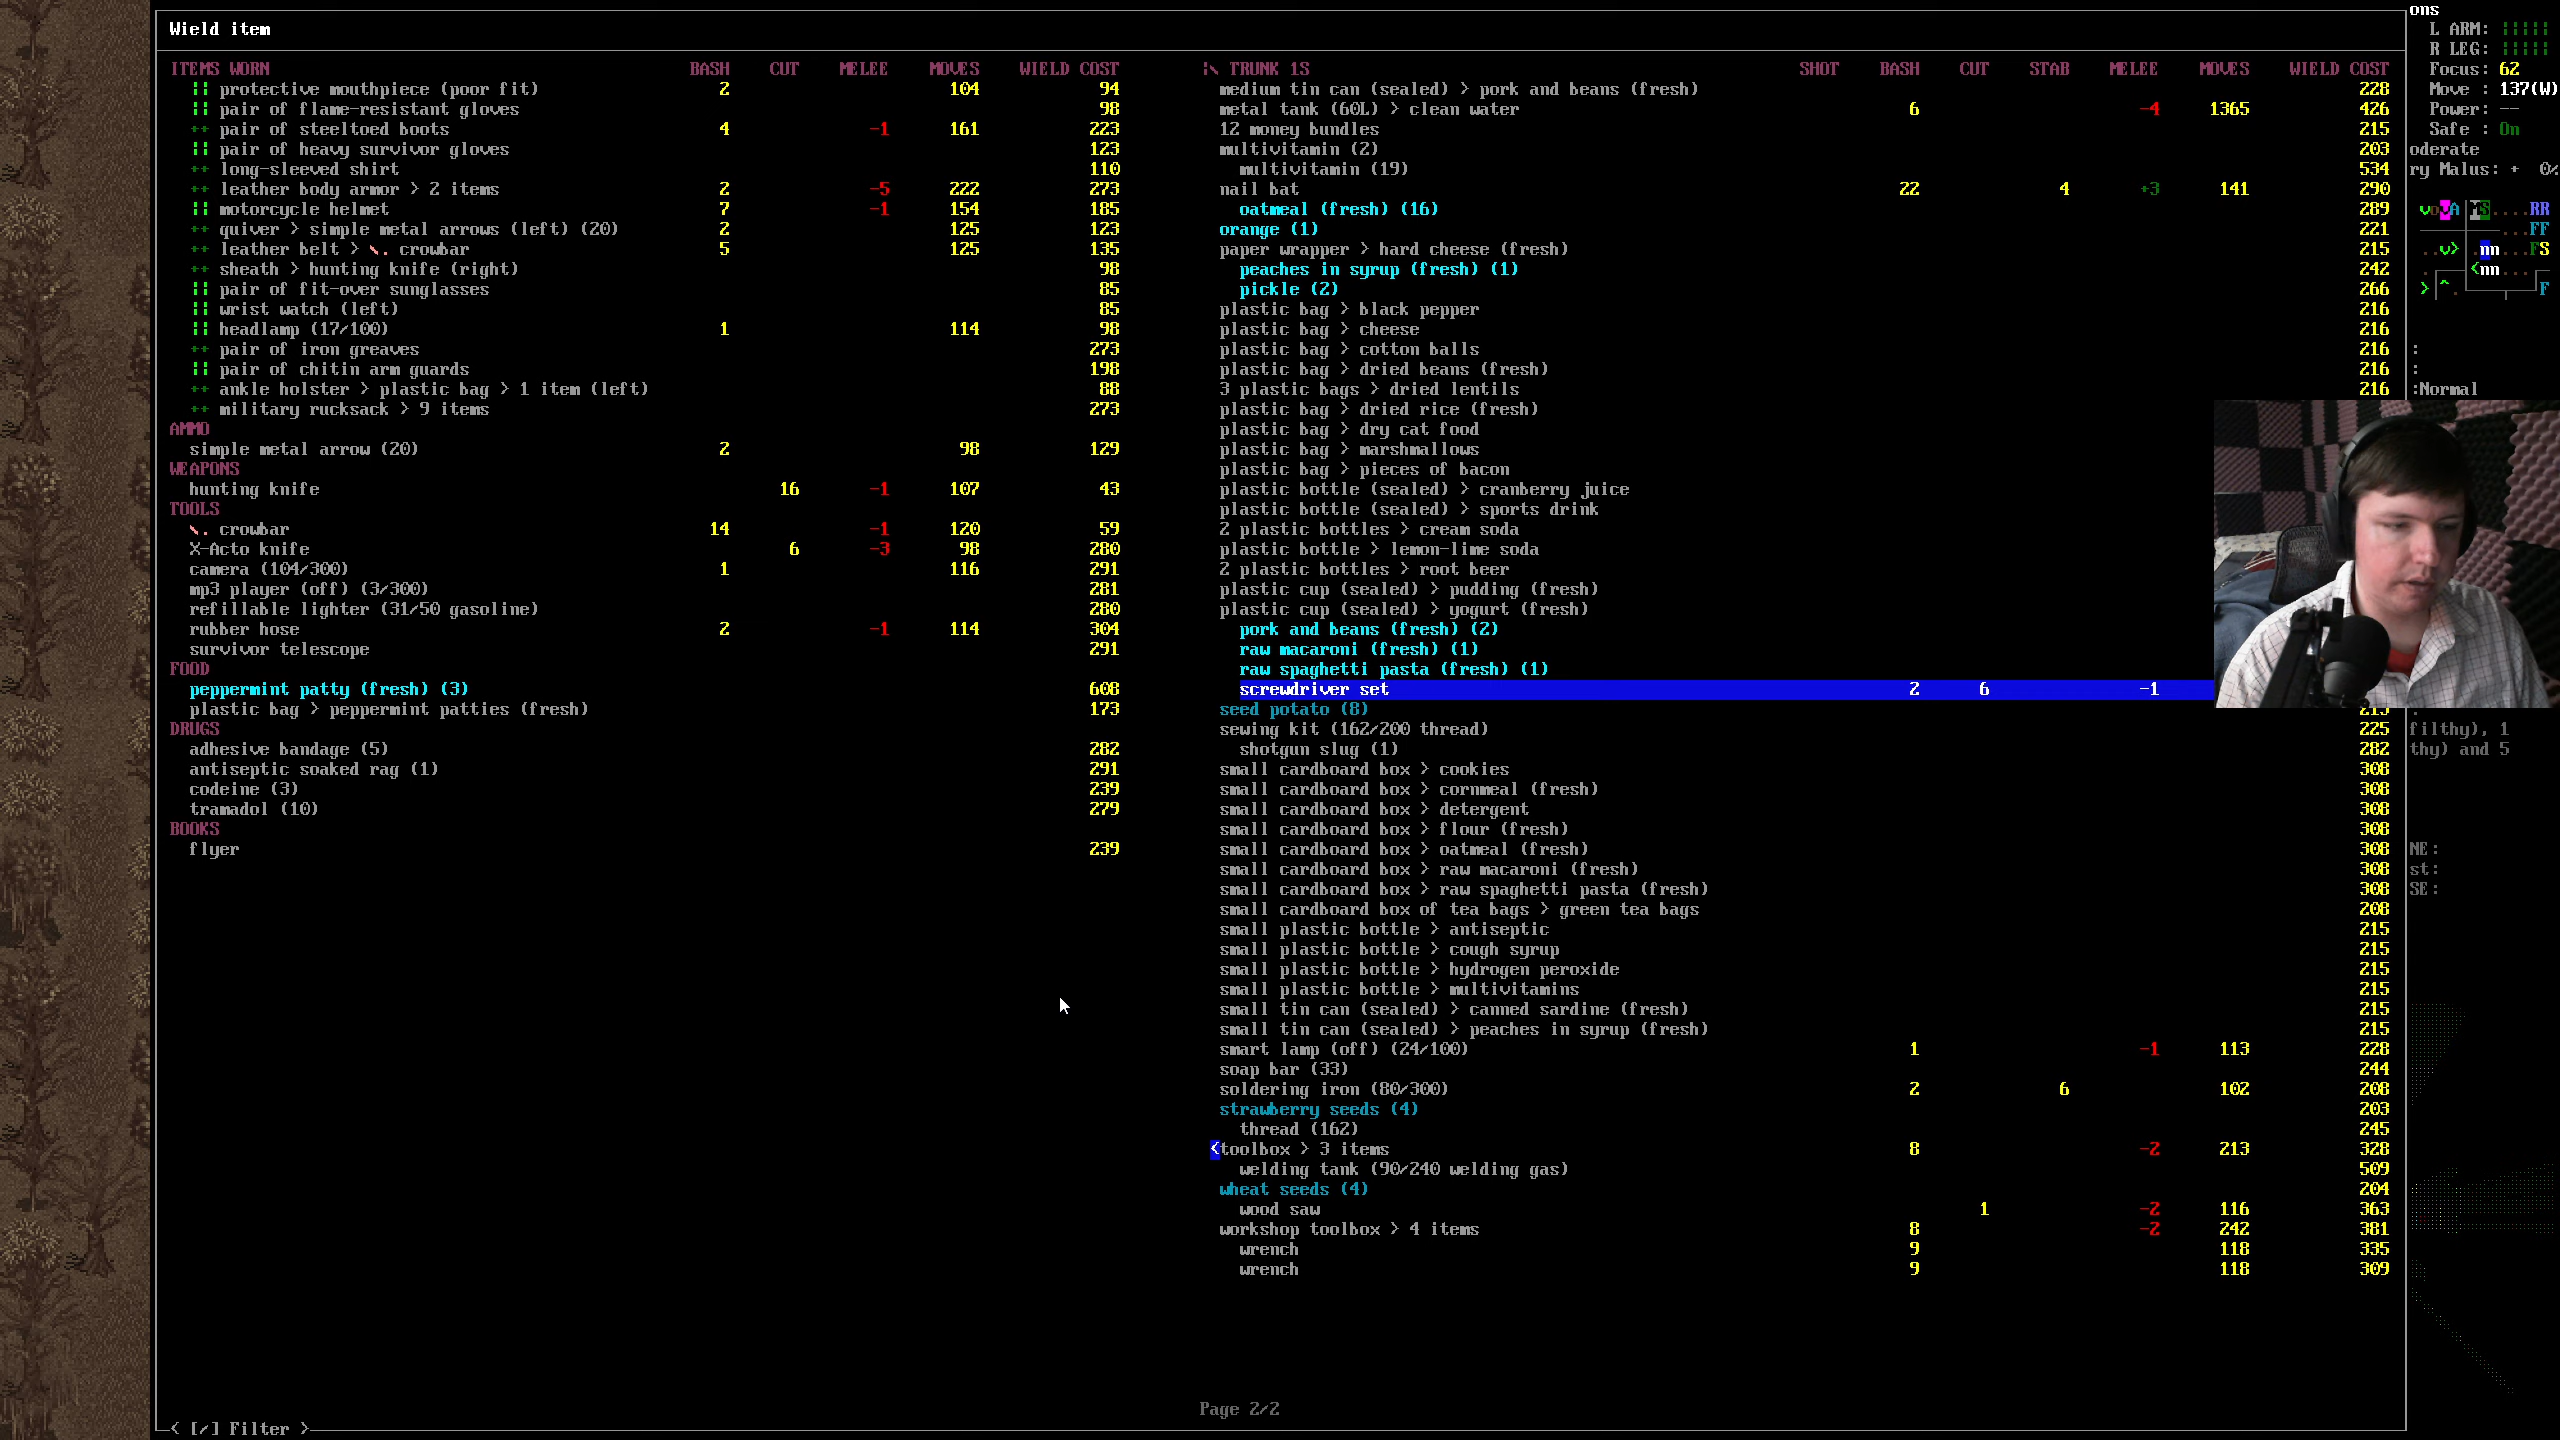 Wield item
ITEMS WORN BASH CUT MELEE MOVES WIELD COST
protective mouthpiece (poor fit) 2 104 94
pair of flame-resistant gloves 98
++ pair of steeltoed boots 4 -1 161 223
pair of heavy survivor gloves 123
++ long-sleeved shirt 110
++ leather body armor > 2 items 2 -5 222 273
motorcycle helmet 7 -1 154 185
++ quiver > simple metal arrows (left) (20) 2 125 123
++ leather belt > \. crowbar 5 125 135
++ sheath > hunting knife (right) 98
pair of fit-over sunglasses 85
wrist watch (left) 85
headlamp (17/100) 1 114 98
++ pair of iron greaves 273
pair of chitin arm guards 198
++ ankle holster > plastic bag > 1 item (left) 88
++ military rucksack > 9 items 273
AMMO
simple metal arrow (20) 2 98 129
WEAPONS
hunting knife 16 -1 107 43
TOOLS
\. crowbar 14 -1 120 59
X-Acto knife 6 -3 98 280
camera (104/300) 1 116 291
mp3 player (off) (3/300) 281
refillable lighter (31/50 gasoline) 280
rubber hose 2 -1 114 304
survivor telescope 291
FOOD
peppermint patty (fresh) (3) 608
plastic bag > peppermint patties (fresh) 173
DRUGS
adhesive bandage (5) 282
antiseptic soaked rag (1) 291
codeine (3) 239
tramadol (10) 279
BOOKS
flyer 239
TRUNK 1S SHOT BASH CUT STAB MELEE MOVES WIELD COST
medium tin can (sealed) > pork and beans (fresh) 228
metal tank (60L) > clean water 6 -4 1365 426
12 money bundles 215
multivitamin (2) 203
multivitamin (19) 534
nail bat 22 4 +3 141 290
oatmeal (fresh) (16) 289
orange (1) 221
paper wrapper > hard cheese (fresh) 215
peaches in syrup (fresh) (1) 242
pickle (2) 266
plastic bag > black pepper 216
plastic bag > cheese 216
plastic bag > cotton balls 216
plastic bag > dried beans (fresh) 216
3 plastic bags > dried lentils 216
plastic bag > dried rice (fresh)
plastic bag > dry cat food
plastic bag > marshmallows
plastic bag > pieces of bacon
plastic bottle (sealed) > cranberry juice
plastic bottle (sealed) > sports drink
2 plastic bottles > cream soda
plastic bottle > lemon-lime soda
2 plastic bottles > root beer
plastic cup (sealed) > pudding (fresh)
plastic cup (sealed) > yogurt (fresh)
pork and beans (fresh) (2)
raw macaroni (fresh) (1)
raw spaghetti pasta (fresh) (1)
screwdriver set 2 6 -1
seed potato (8)
sewing kit (162/200 thread) 225
shotgun slug (1) 282
small cardboard box > cookies 308
small cardboard box > cornmeal (fresh) 308
small cardboard box > detergent 308
small cardboard box > flour (fresh) 308
small cardboard box > oatmeal (fresh) 308
small cardboard box > raw macaroni (fresh) 308
small cardboard box > raw spaghetti pasta (fresh) 308
small cardboard box of tea bags > green tea bags 208
small plastic bottle > antiseptic 215
small plastic bottle > cough syrup 215
small plastic bottle > hydrogen peroxide 215
small plastic bottle > multivitamins 215
small tin can (sealed) > canned sardine (fresh) 215
small tin can (sealed) > peaches in syrup (fresh) 215
smart lamp (off) (24/100) 1 -1 113 228
soap bar (33) 244
soldering iron (80/300) 2 6 102 208
strawberry seeds (4) 203
thread (162) 245
<toolbox > 3 items 8 -2 213 328
welding tank (90/240 welding gas) 509
wheat seeds (4) 204
wood saw 1 -2 116 363
workshop toolbox > 4 items 8 -2 242 381
wrench 9 118 335
wrench 9 118 309
Page 2/2
< [/] Filter >
ons
L ARM:
R LEG:
Focus: 62
Move : 137(W)
Power: --
Safe : On
oderate
ry Malus: + 0%
:
:
:Normal
filthy), 1
thy) and 5
NE:
st:
SE: